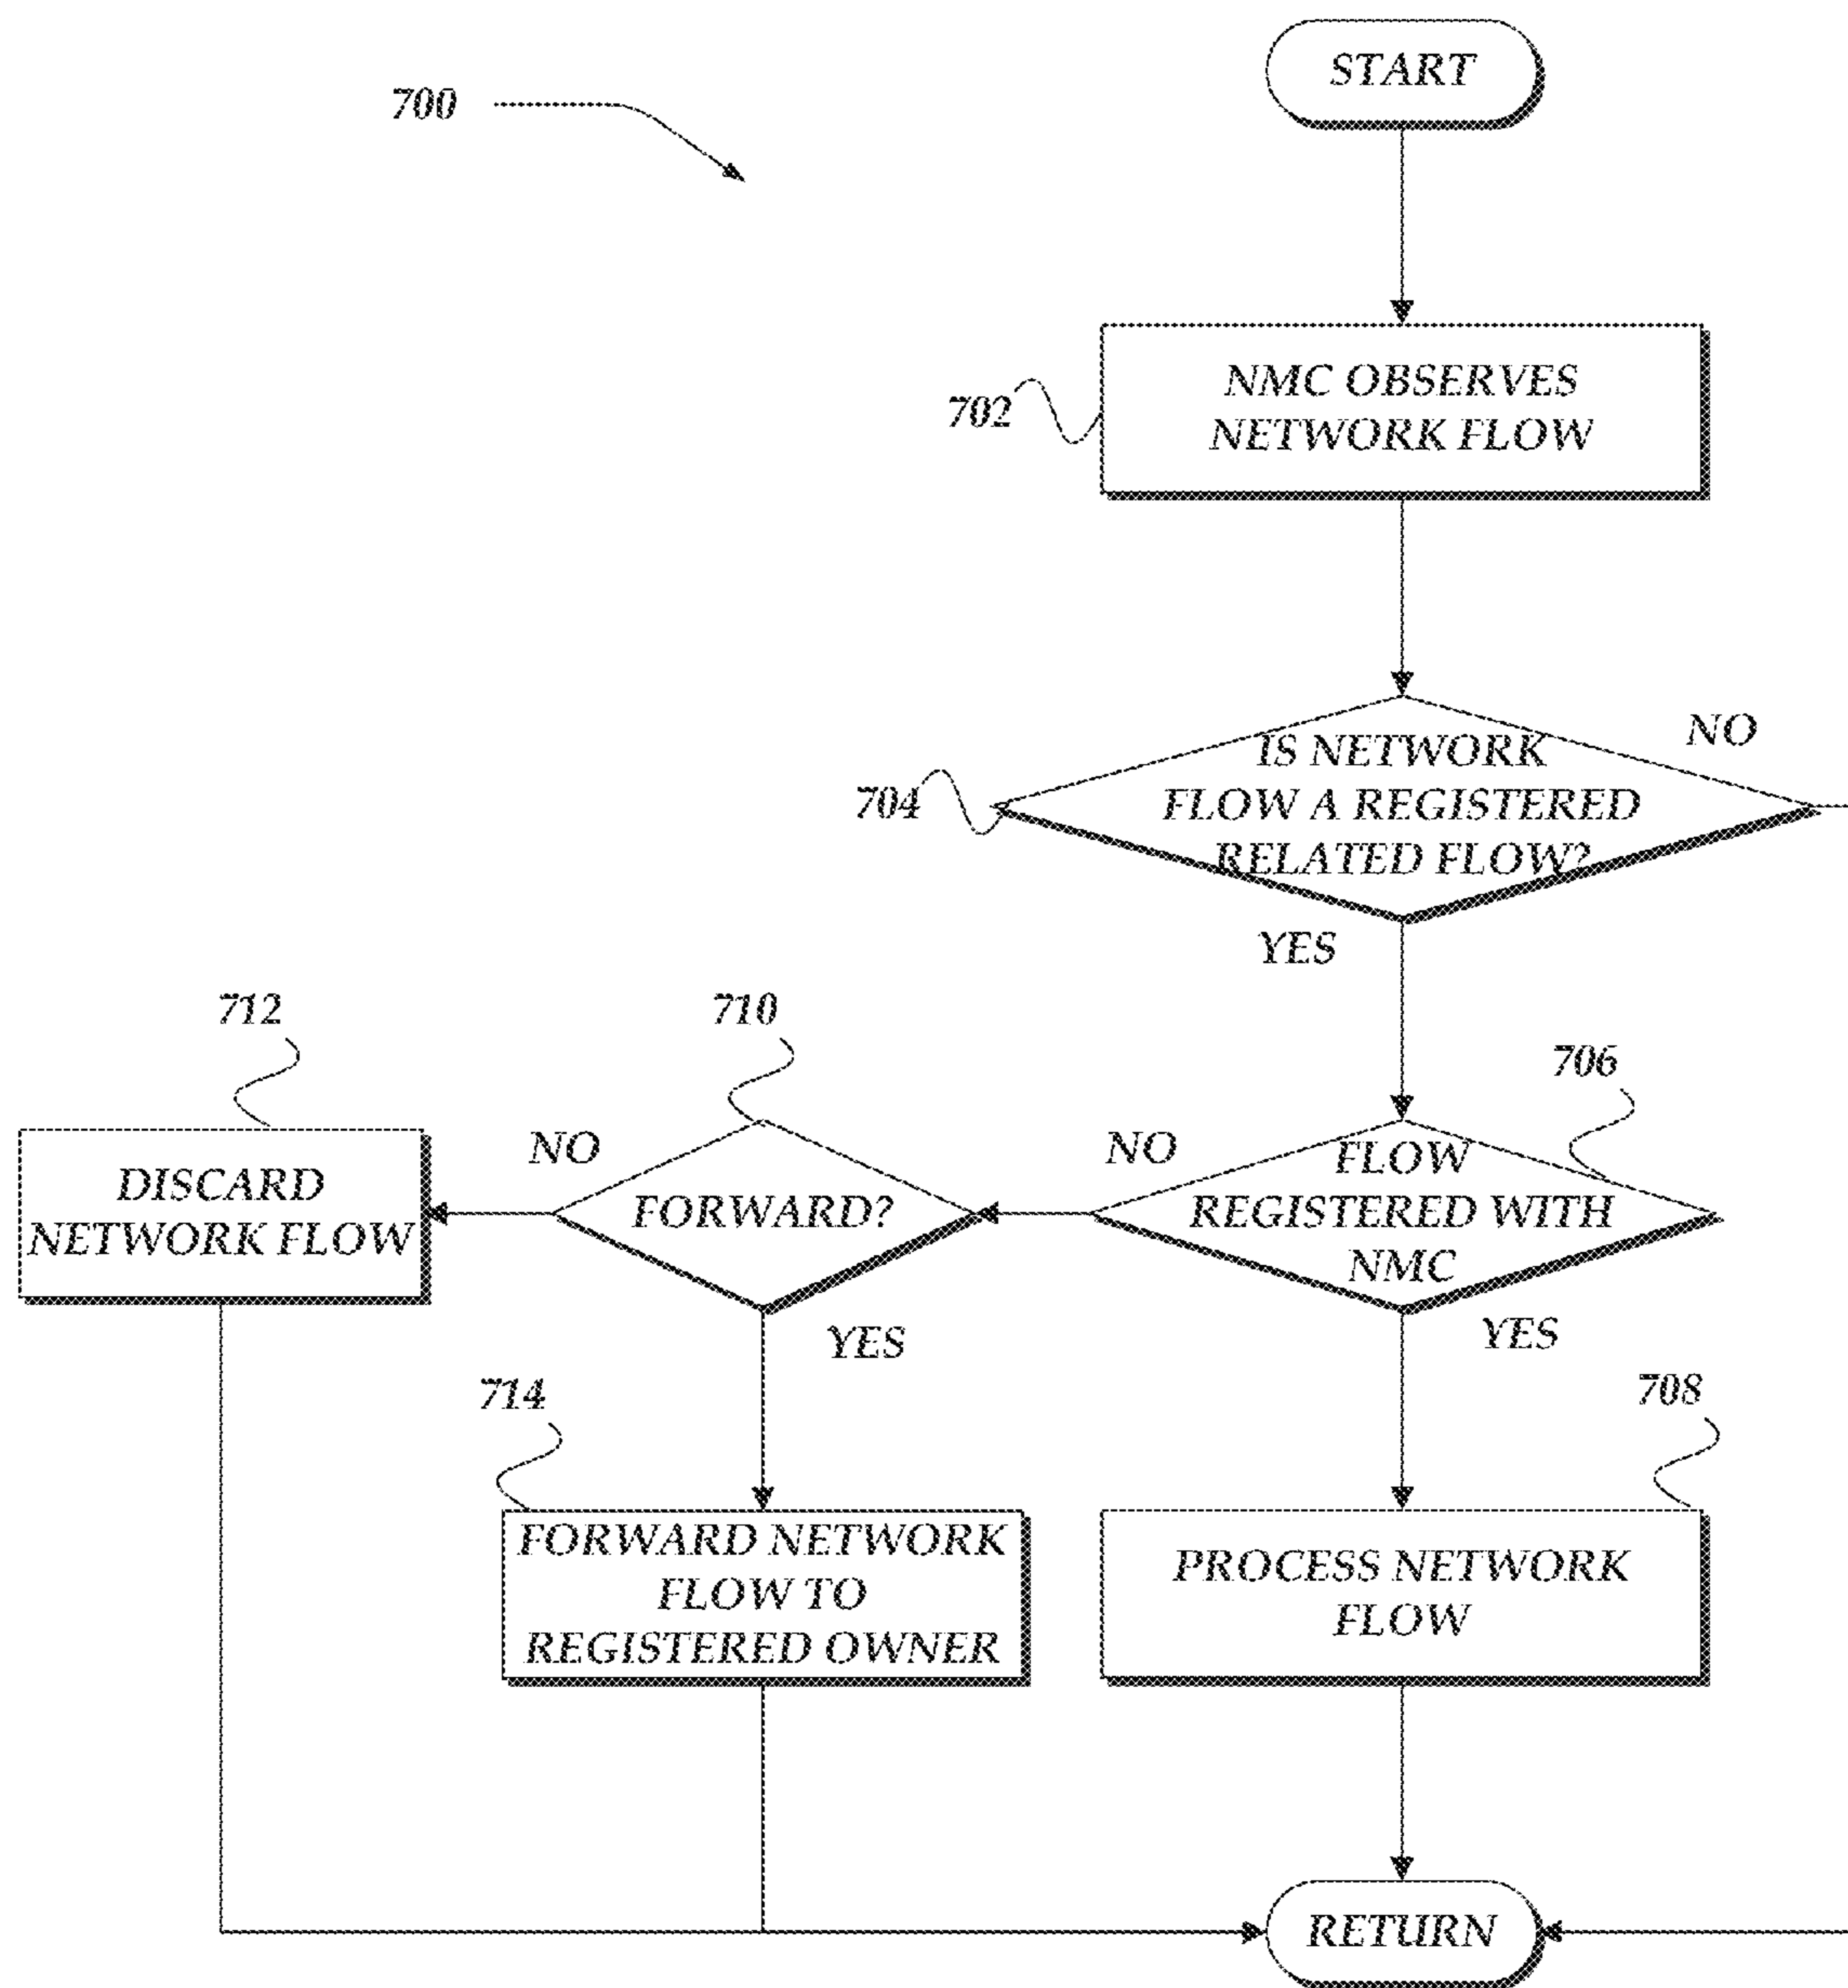 START
700
NMC OBSERVES
NETWORK FLOW
702
NO
IS NETWORK
FLOW A REGISTERED
RELATED FLOW?
704
YES
712
710
706
NO
NO
FLOW
REGISTERED WITH
NMC
FORWARD?
DISCARD
NETWORK FLOW
YES
YES
714
708
FORWARD NETWORK
FLOW TO
REGISTERED OWNER
PROCESS NETWORK
FLOW
RETURN